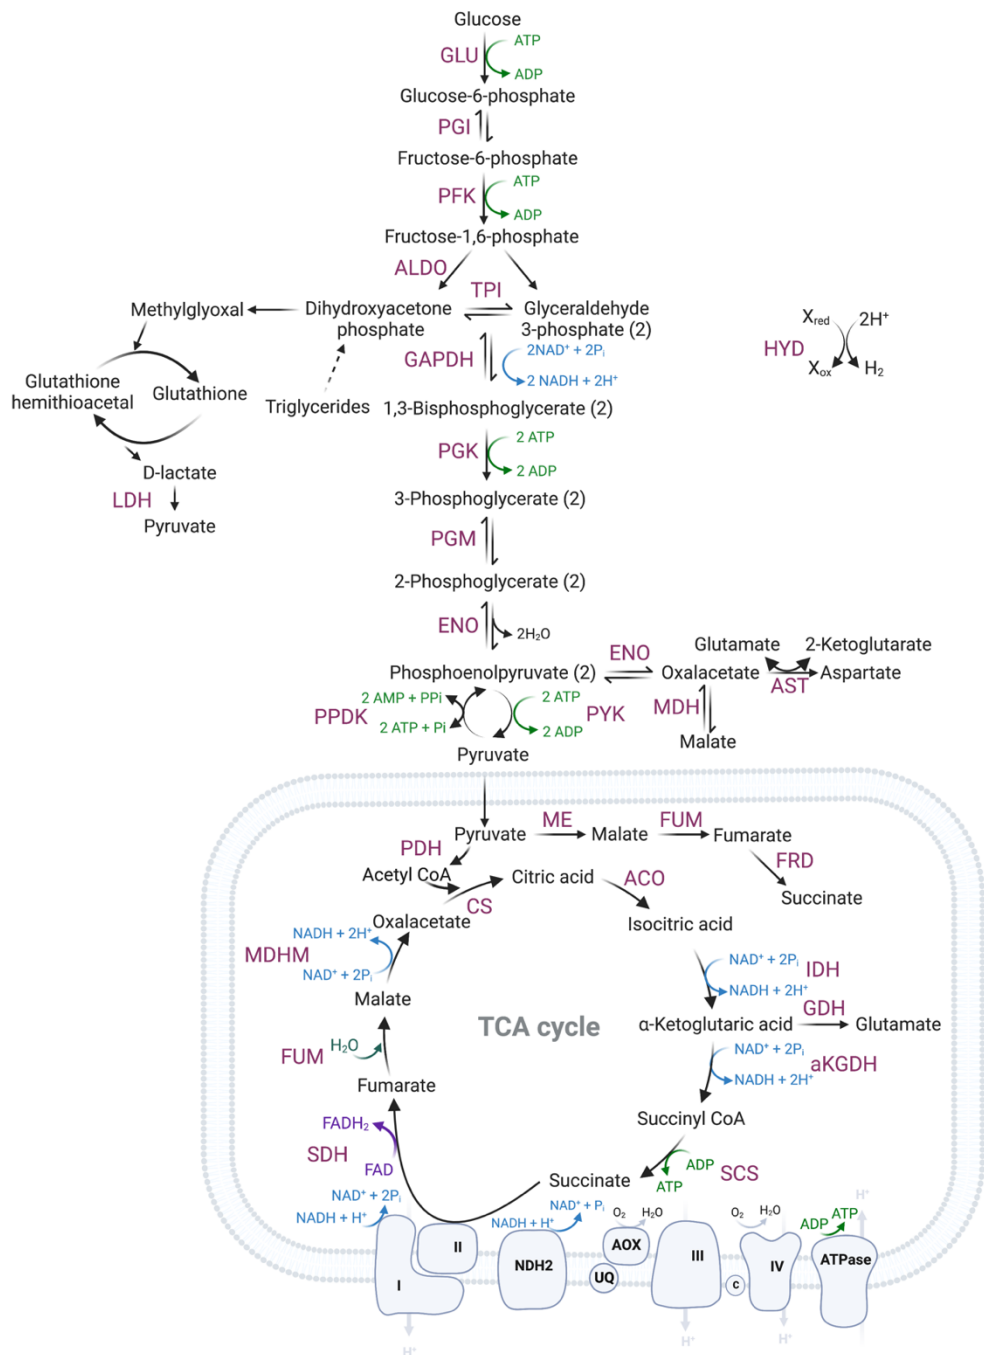 Glucose
GLU
ATP
ADP
Glucose-6-phosphate
PGI
Fructose-6-phosphate
PFK
ATP
ADP
Fructose-1,6-phosphate
ALDO
TPI
Methylglyoxal
Dihydroxyacetone
phosphate
Glyceraldehyde
3-phosphate (2)
GAPDH
2NAD⁺ + 2Pᵢ
2 NADH + 2H⁺
HYD
X_red
2H⁺
X_ox
H₂
Glutathione
hemithioacetal
Glutathione
Triglycerides
1,3-Bisphosphoglycerate (2)
PGK
2 ATP
2 ADP
D-lactate
LDH
Pyruvate
3-Phosphoglycerate (2)
PGM
2-Phosphoglycerate (2)
ENO
2H₂O
Phosphoenolpyruvate (2)
ENO
Oxalacetate
Glutamate
2-Ketoglutarate
AST
Aspartate
MDH
Malate
PPDK
2 AMP + PPi
2 ATP + Pi
2 ATP
2 ADP
PYK
Pyruvate
Pyruvate
ME
Malate
FUM
Fumarate
FRD
Succinate
PDH
Acetyl CoA
CS
Citric acid
ACO
Isocitric acid
Oxalacetate
MDHM
NADH + 2H⁺
NAD⁺ + 2Pᵢ
Malate
NAD⁺ + 2Pᵢ
NADH + 2H⁺
IDH
TCA cycle
α-Ketoglutaric acid
GDH
Glutamate
FUM
H₂O
Fumarate
NAD⁺ + 2Pᵢ
NADH + 2H⁺
aKGDH
Succinyl CoA
FADH₂
SDH
FAD
ADP
ATP
SCS
Succinate
NAD⁺ + 2Pᵢ
NADH + H⁺
NADH + H⁺
NAD⁺ + Pᵢ
O₂
H₂O
O₂
H₂O
ADP
ATP
H⁺
I
II
NDH2
AOX
UQ
III
c
IV
ATPase
H⁺
H⁺
H⁺